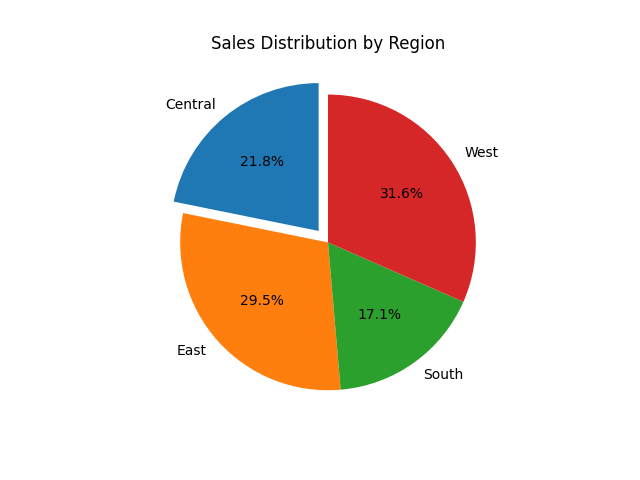 Sales Distribution by Region
Central
21.8%
West
31.6%
29.5%
17.1%
East
South